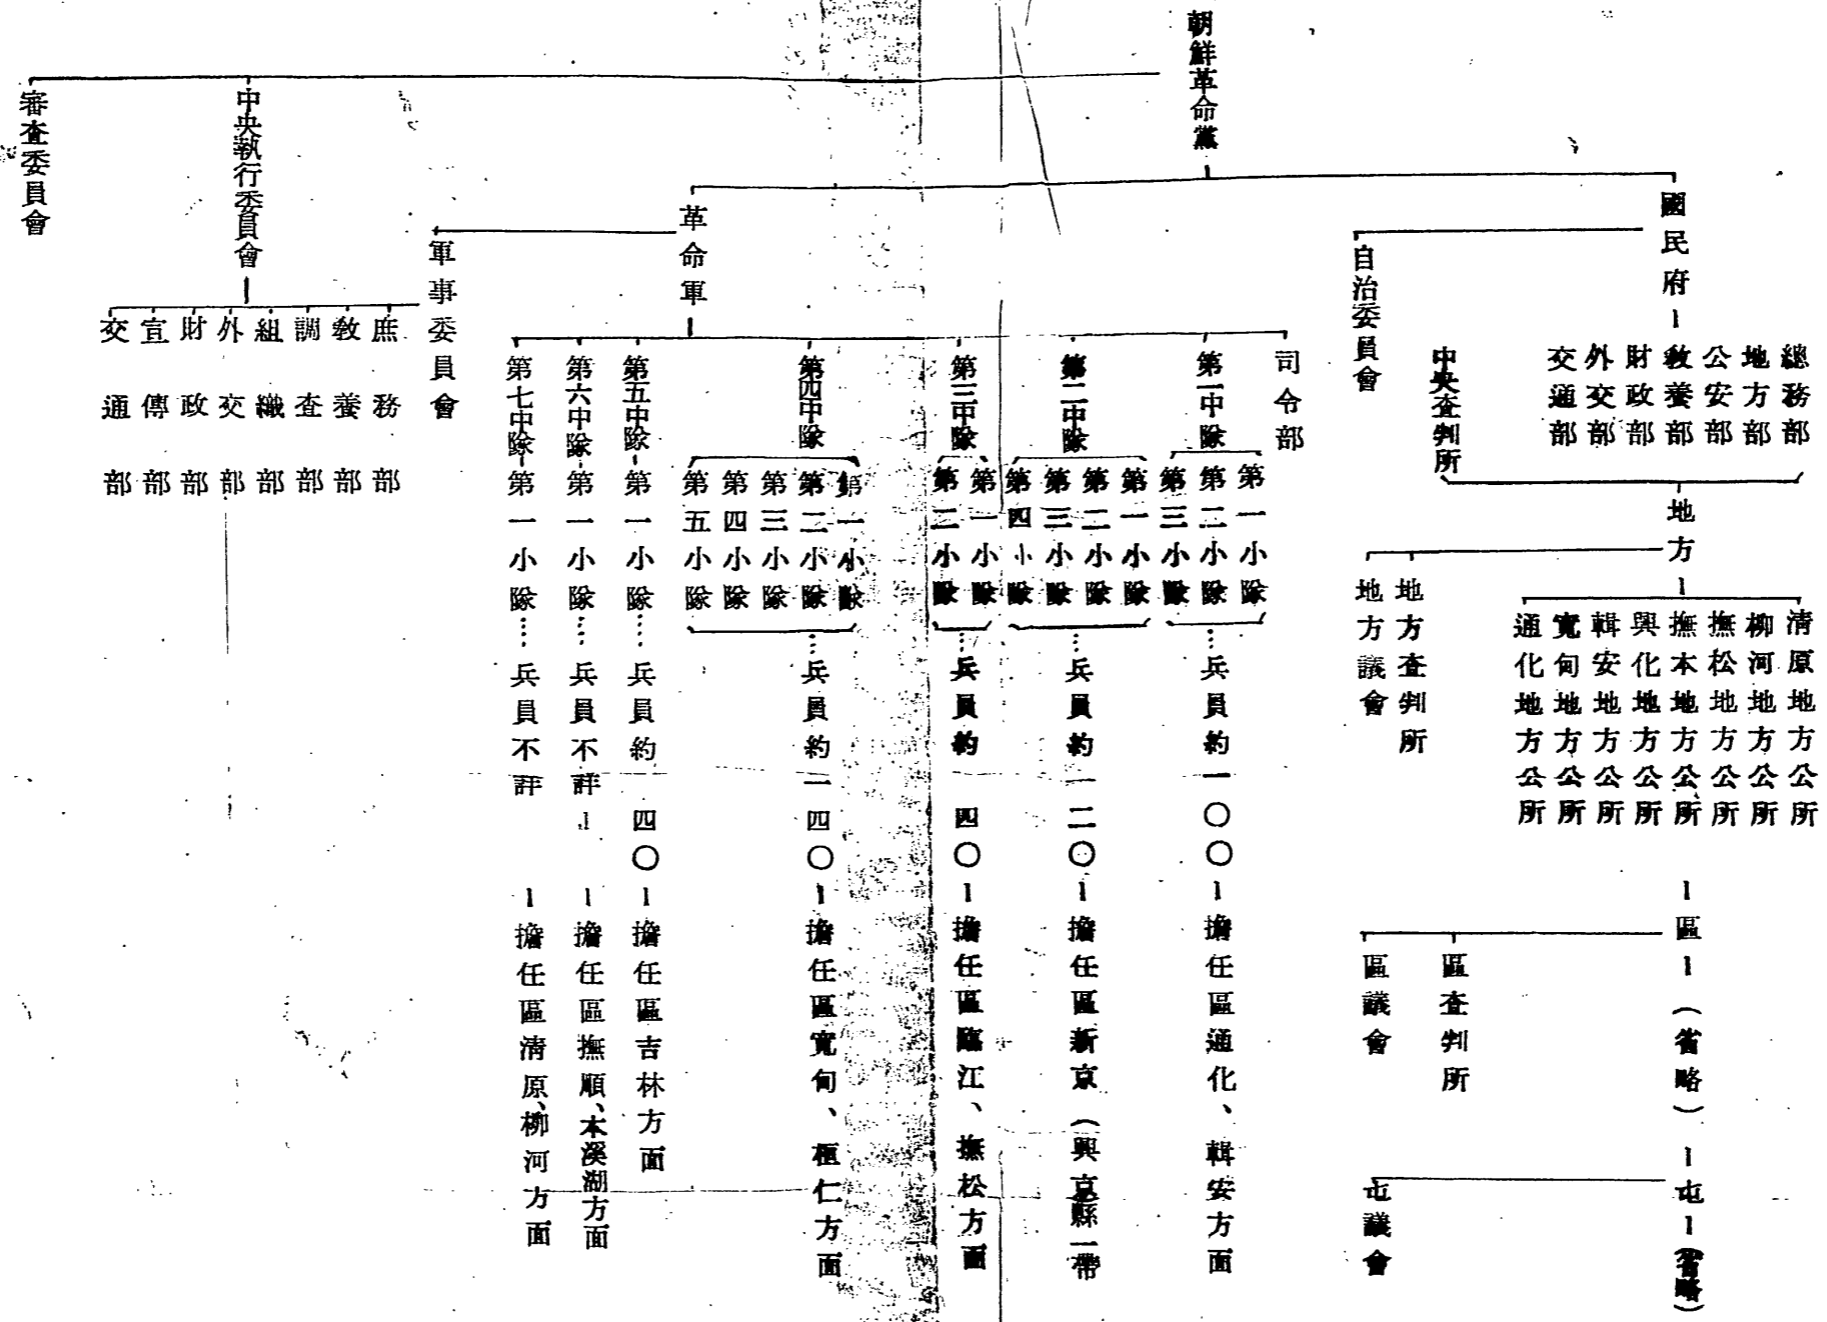 朝鮮革命黨
國民府
總務部
地方部
公安部
教養部
財政部
外交部
交通部
中央查判所
自治委員會
地方
清原地方公所
柳河地方公所
撫松地方公所
撫本地方公所
興化地方公所
輯安地方公所
寬甸地方公所
通化地方公所
地方查判所
地方議會
區
(省略)
區查判所
區議會
屯
(省略)
屯議會
革命軍
司令部
第一中隊
第一小隊
第二小隊
第三小隊
兵員約一〇〇
擔任區通化、輯安方面
第二中隊
第一小隊
第二小隊
第三小隊
第四小隊
兵員約一二〇
擔任區新京(興京縣一帶
第三中隊
第一小隊
第二小隊
兵員約四〇
擔任區臨江、撫松方面
第四中隊
第一小隊
第二小隊
第三小隊
第四小隊
第五小隊
兵員約一四〇
擔任區寬甸、桓仁方面
第五中隊
第一小隊
兵員約四〇
擔任區吉林方面
第六中隊
第一小隊
兵員不詳
擔任區撫順、本溪湖方面
第七中隊
第一小隊
兵員不詳
擔任區清原、柳河方面
軍事委員會
中央執行委員會
庶務部
教養部
調查部
組織部
外交部
財政部
宣傳部
交通部
審查委員會